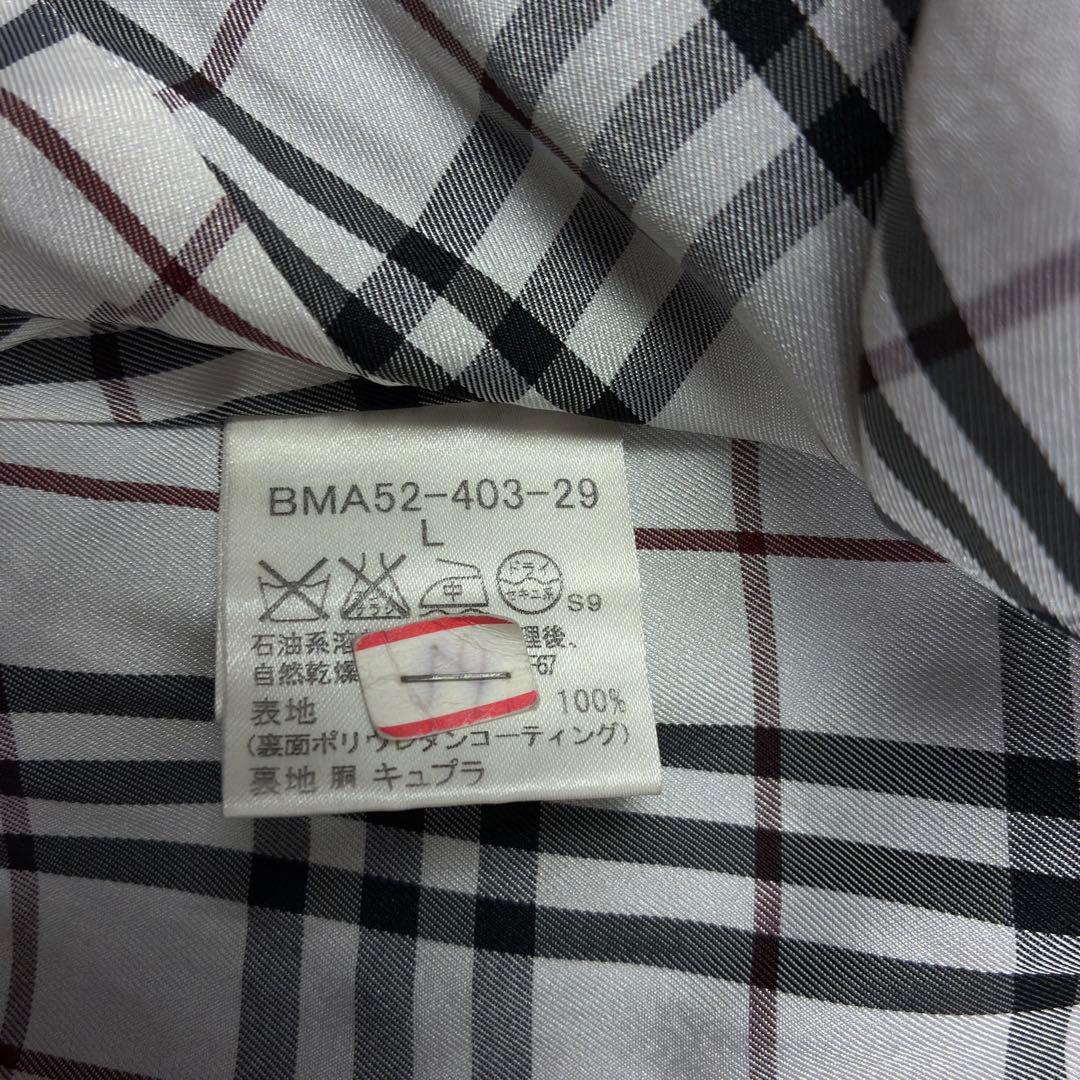 BMA52-403-29
L
中 ドライ セキユ系 S9
石油系溶 理後、
自然乾燥 67
表地 100%
(裏面ポリウレタンコーティング)
裏地 胴 キュプラ